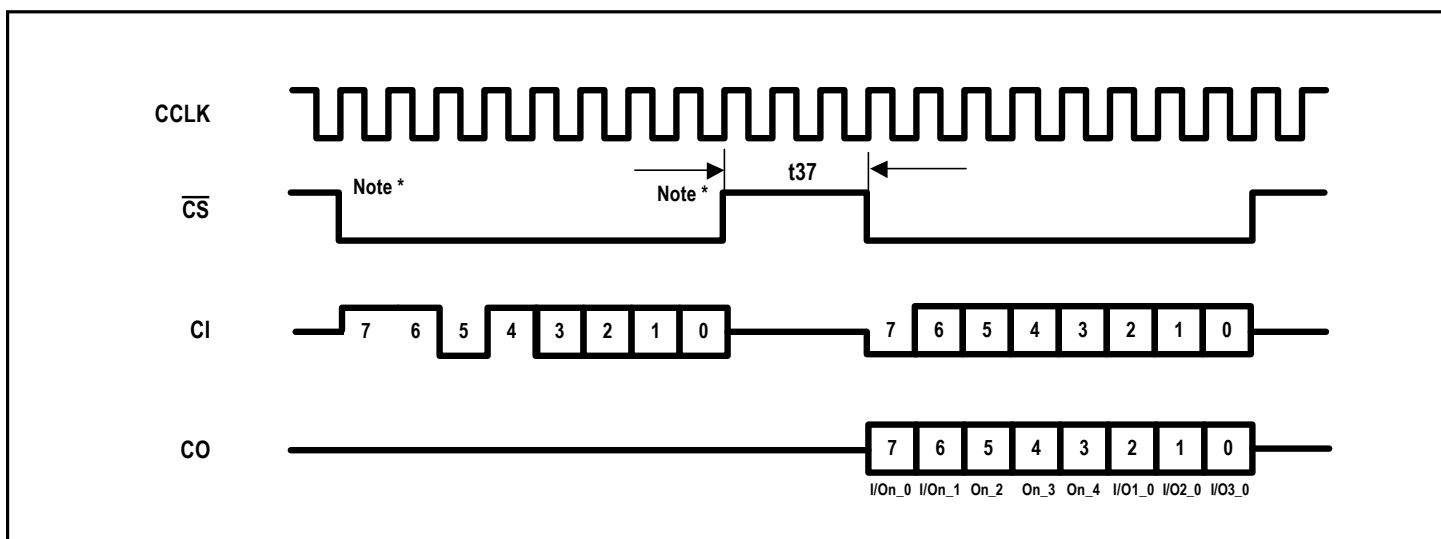 CCLK
t37
CS Note * Note *
CI 7 6 5 4 3 2 1 0 7 6 5 4 3 2 1 0
CO 7 6 5 4 3 2 1 0
I/On_0 I/On_1 On_2 On_3 On_4 I/O1_0 I/O2_0 I/O3_0